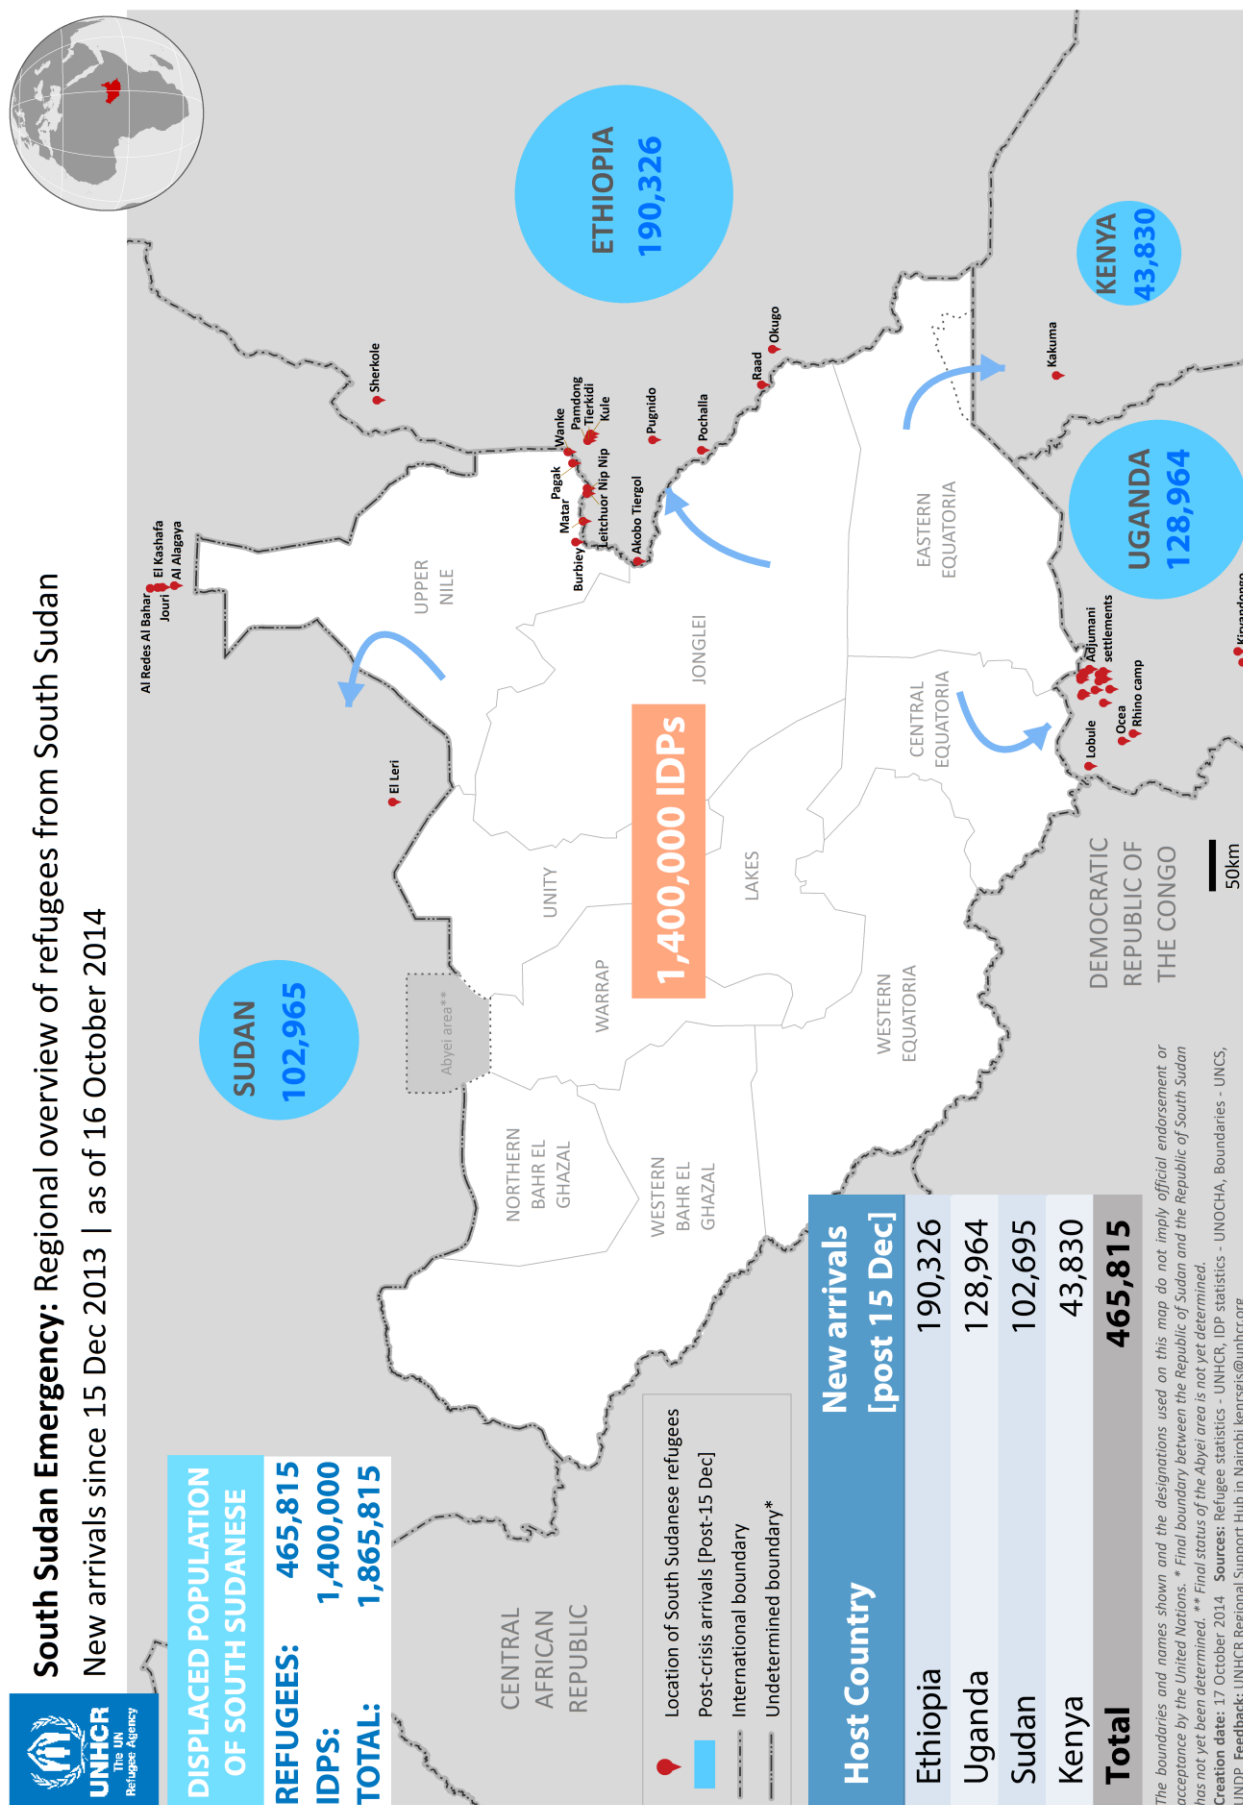 South Sudan Emergency: Regional overview of refugees from South Sudan
New arrivals since 15 Dec 2013 | as of 16 October 2014
UNHCR
The UN
Refugee Agency
DISPLACED POPULATION
OF SOUTH SUDANESE
REFUGEES: 465,815
IDPS: 1,400,000
TOTAL: 1,865,815
SUDAN
102,965
ETHIOPIA
190,326
KENYA
43,830
UGANDA
128,964
1,400,000 IDPs
Al Redes Al Bahar
El Kashafa
Jouri
Al Alagaya
El Leri
Sherkole
Wanke
Pamdong
Tierkidi
Kule
Pagak
Matar
Leitchuor Nip Nip
Burbiey
Akobo Tiergol
Pugnido
Pochalla
Raad
Okugo
Kakuma
Adjumani
settlements
Lobule
Ocea
Rhino camp
Abyei area**
UPPER
NILE
UNITY
JONGLEI
WARRAP
LAKES
NORTHERN
BAHR EL
GHAZAL
WESTERN
BAHR EL
GHAZAL
WESTERN
EQUATORIA
CENTRAL
EQUATORIA
EASTERN
EQUATORIA
CENTRAL
AFRICAN
REPUBLIC
DEMOCRATIC
REPUBLIC OF
THE CONGO
50km
Location of South Sudanese refugees
Post-crisis arrivals [Post-15 Dec]
International boundary
Undetermined boundary*
Host Country New arrivals
[post 15 Dec]
Ethiopia 190,326
Uganda 128,964
Sudan 102,695
Kenya 43,830
Total 465,815
The boundaries and names shown and the designations used on this map do not imply official endorsement or
acceptance by the United Nations. * Final boundary between the Republic of Sudan and the Republic of South Sudan
has not yet been determined. ** Final status of the Abyei area is not yet determined.
Creation date: 17 October 2014 Sources: Refugee statistics - UNHCR, IDP statistics - UNOCHA, Boundaries - UNCS,
UNDP Feedback: UNHCR Regional Support Hub in Nairobi kenrsgis@unhcr.org